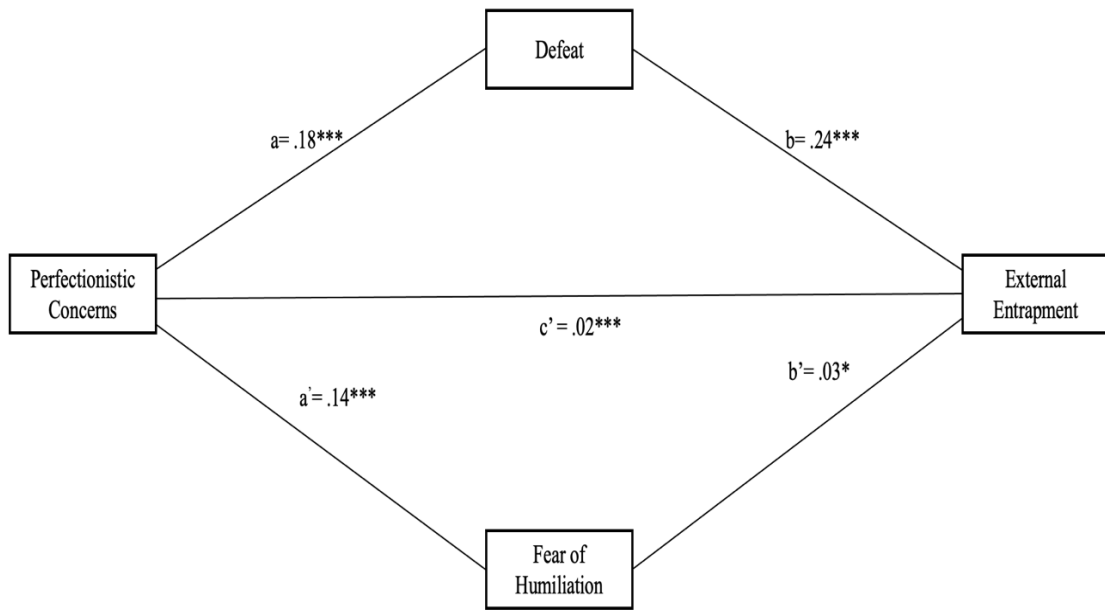 Defeat
a= .18***
b= .24***
Perfectionistic
Concerns
External
Entrapment
c’ = .02***
a’= .14***
b’= .03*
Fear of
Humiliation